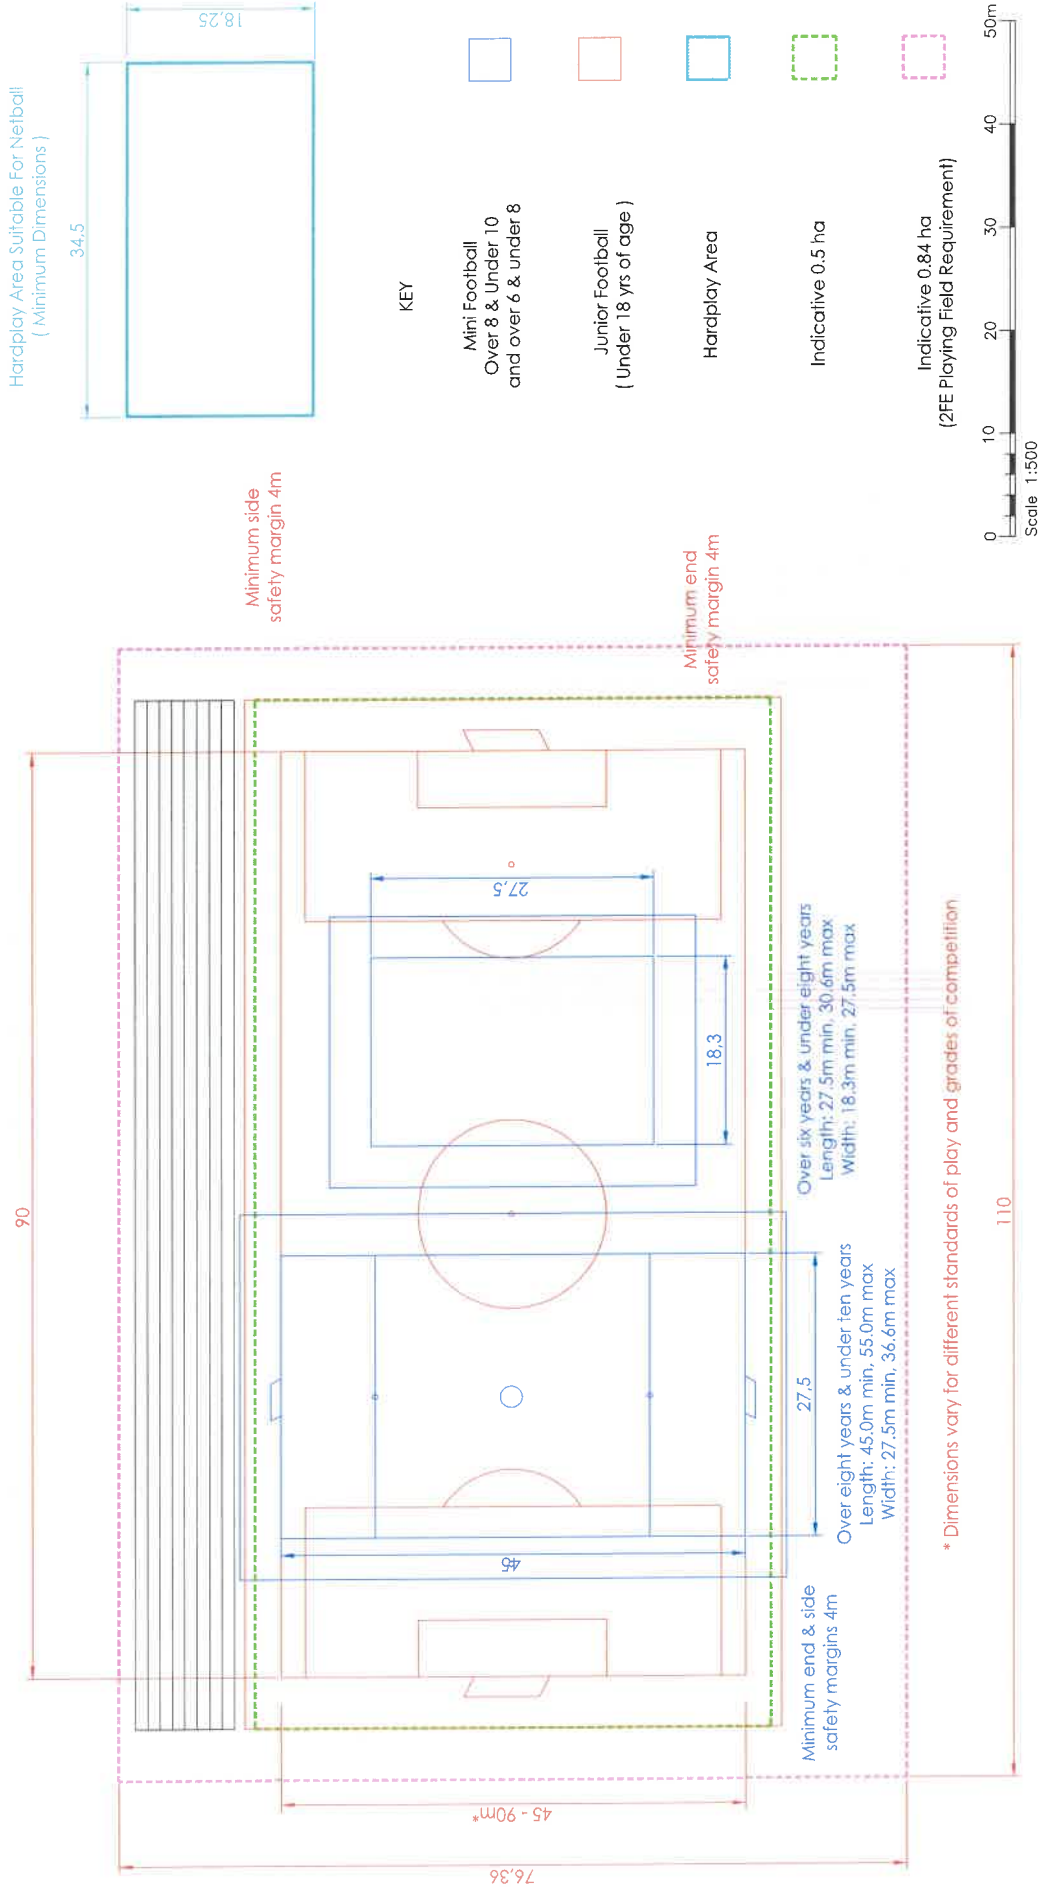 Hardplay Area Suitable For Netball
( Minimum Dimensions )
34,5
18,25
KEY
Mini Football
Over 8 & Under 10
and over 6 & under 8
Junior Football
( Under 18 yrs of age )
Hardplay Area
Indicative 0.5 ha
Indicative 0.84 ha
(2FE Playing Field Requirement)
0 10 20 30 40 50m
Scale 1:500
90
Minimum side
safety margin 4m
Minimum end
safety margin 4m
27,5
18,3
Over six years & under eight years
Length: 27.5m min, 30.6m max
Width: 18.3m min, 27.5m max
45
27,5
Over eight years & under ten years
Length: 45.0m min, 55.0m max
Width: 27.5m min, 36.6m max
Minimum end & side
safety margins 4m
45 - 90m*
76,36
110
* Dimensions vary for different standards of play and grades of competition